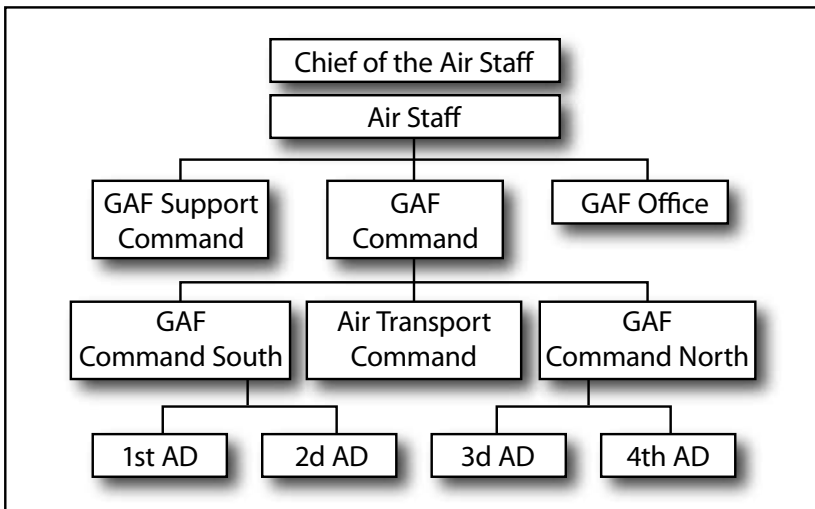 Chief of the Air Staff
Air Staff
GAF Support
Command
GAF
Command
GAF Office
GAF
Command South
Air Transport
Command
GAF
Command North
1st AD
2d AD
3d AD
4th AD